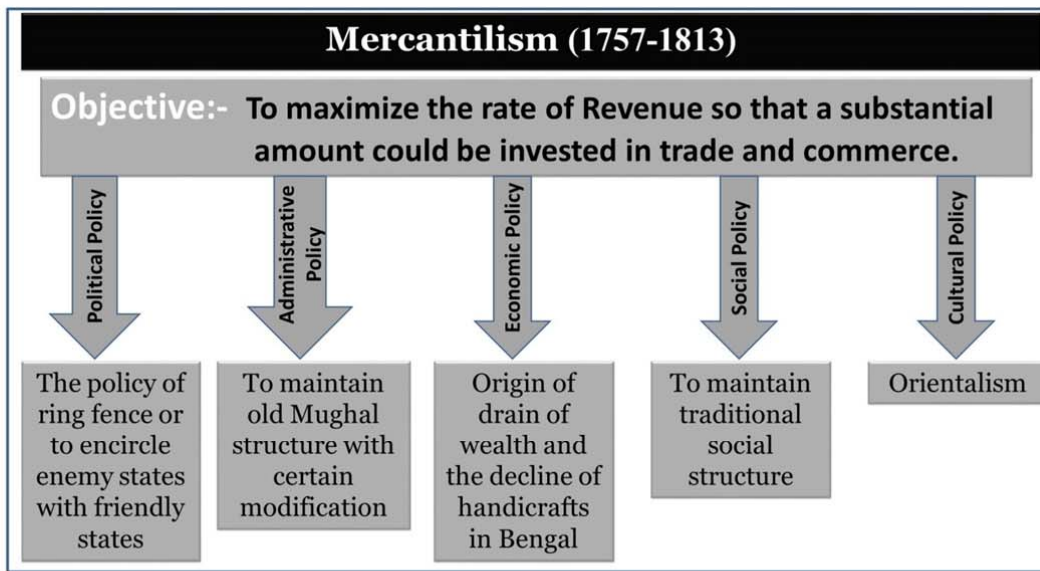 Mercantilism (1757-1813)
Objective:- To maximize the rate of Revenue so that a substantial
amount could be invested in trade and commerce.
Political Policy
Administrative
Policy
Economic Policy
Social Policy
Cultural Policy
The policy of
ring fence or
to encircle
enemy states
with friendly
states
To maintain
old Mughal
structure with
certain
modification
Origin of
drain of
wealth and
the decline of
handicrafts
in Bengal
To maintain
traditional
social
structure
Orientalism